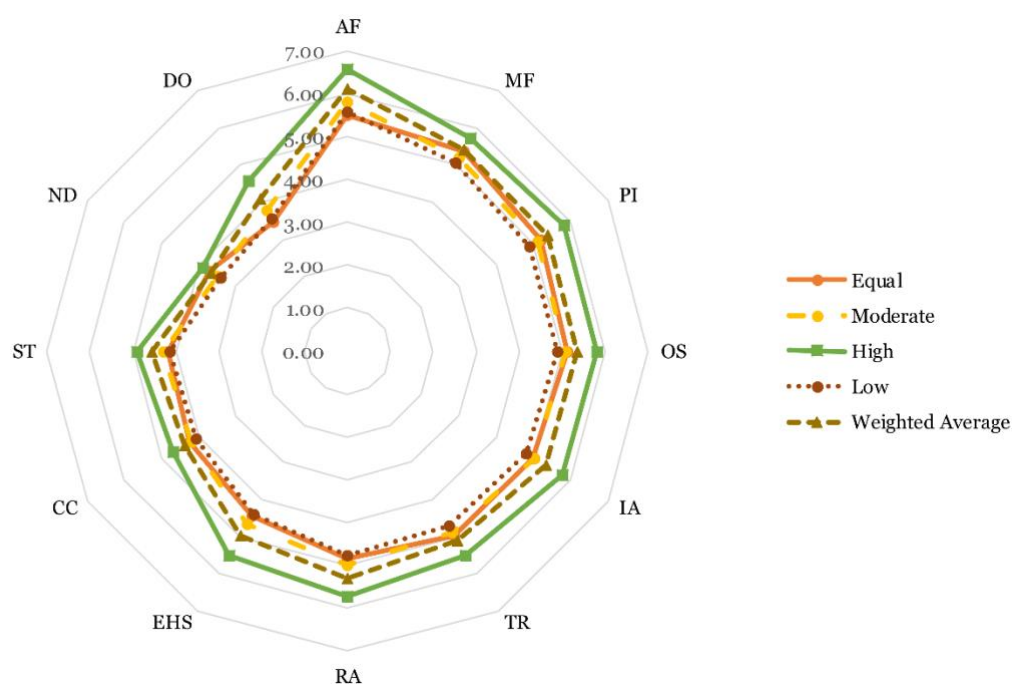 AF
7.00
DO
MF
6.00
5.00
4.00
ND
PI
3.00
2.00
1.00
ST
0.00
OS
CC
IA
EHS
TR
RA
Equal
Moderate
High
Low
Weighted Average